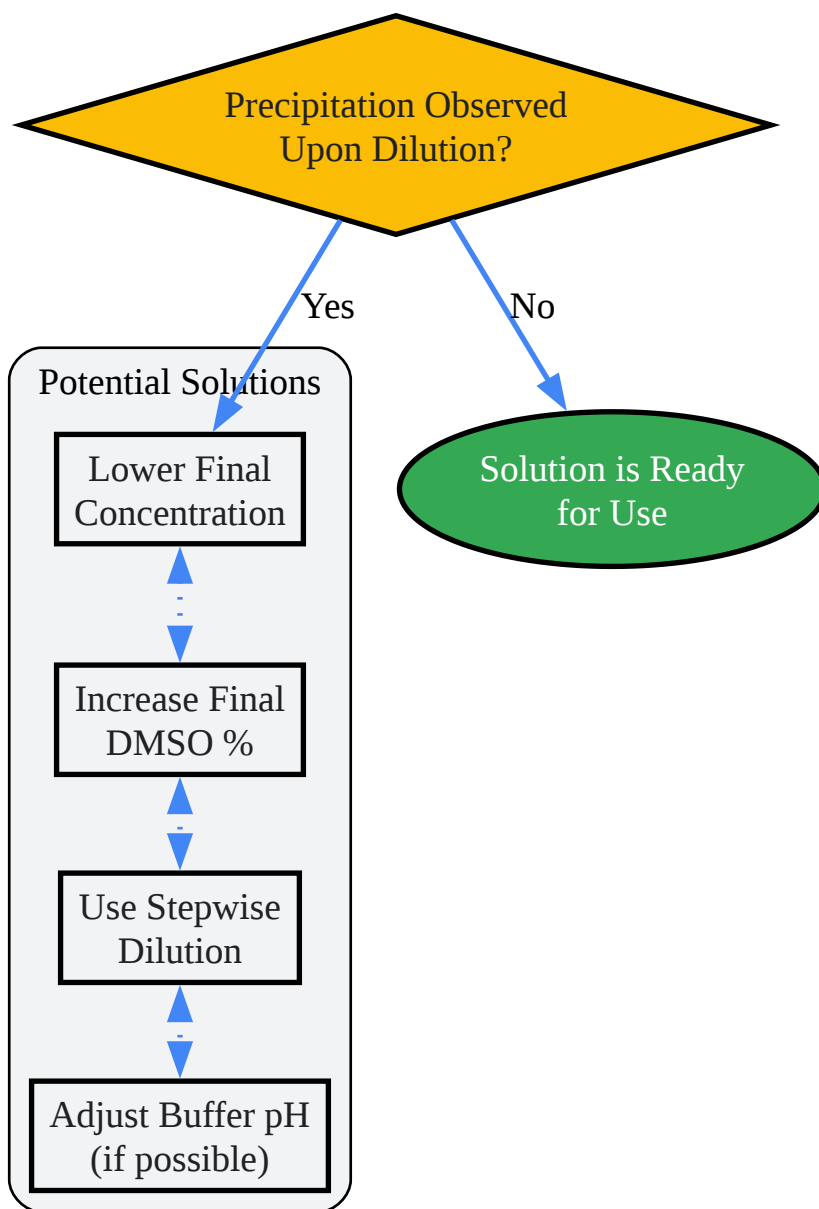 Precipitation Observed
Upon Dilution?
Yes
No
Potential Solutions
Lower Final
Concentration
Solution is Ready
for Use
Increase Final
DMSO %
Use Stepwise
Dilution
Adjust Buffer pH
(if possible)